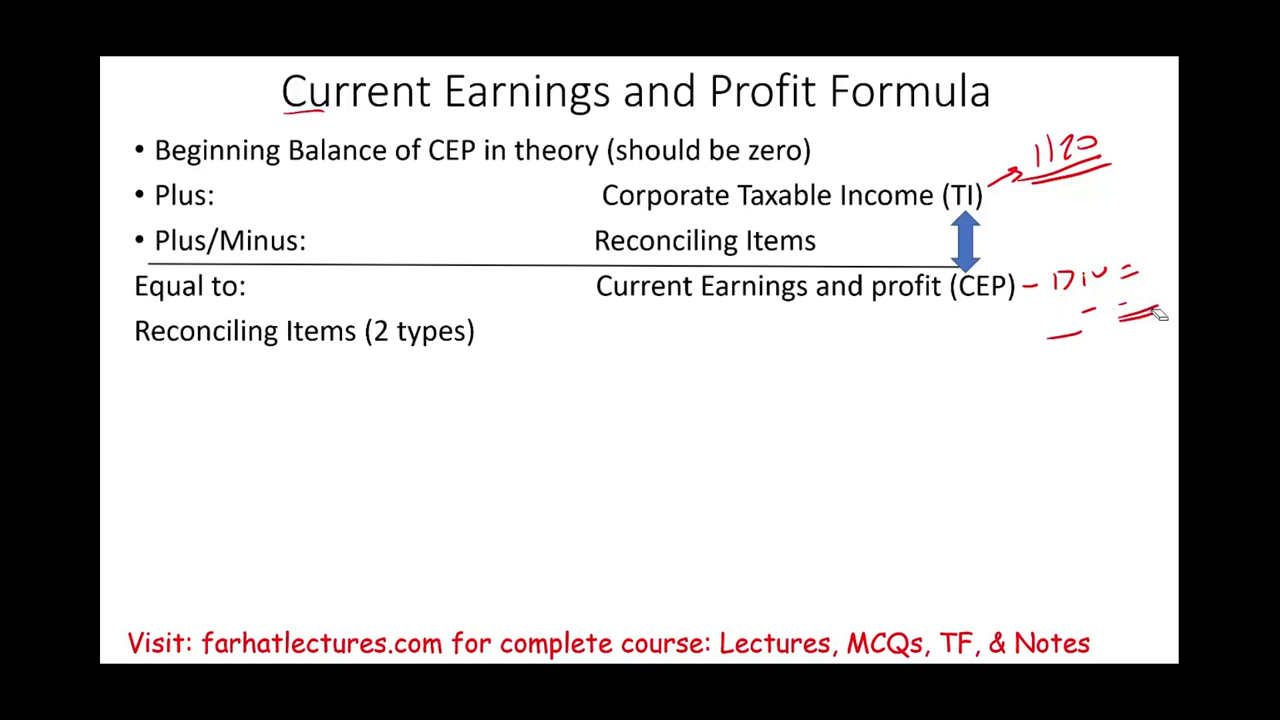 Current Earnings and Profit Formula
• Beginning Balance of CEP in theory (should be zero)
1120
• Plus: Corporate Taxable Income (TI)
• Plus/Minus: Reconciling Items
Equal to: Current Earnings and profit (CEP) - DIV =
Reconciling Items (2 types)
Visit: farhatlectures.com for complete course: Lectures, MCQs, TF, & Notes